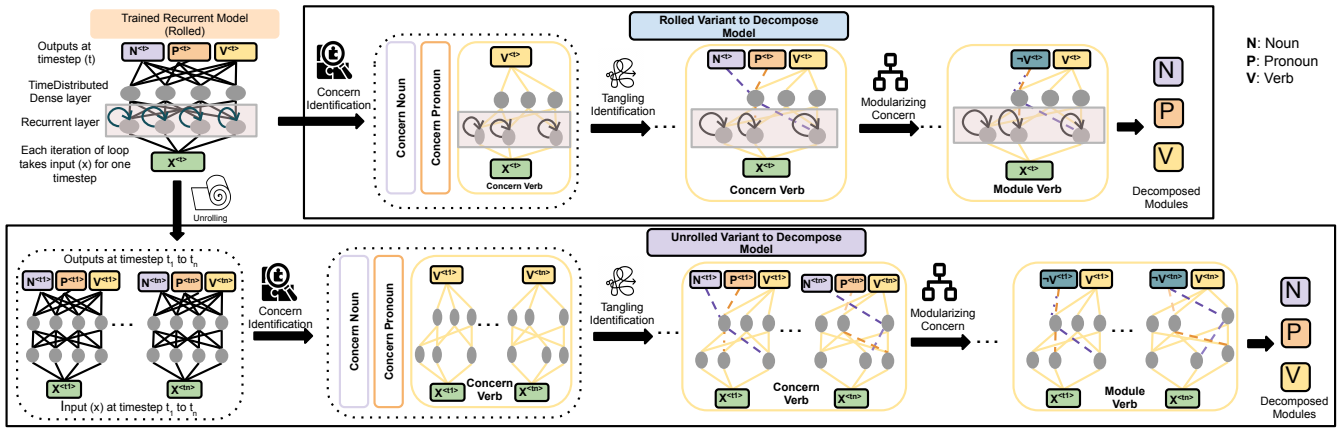 Trained Recurrent Model
(Rolled)
Outputs at
timestep (t)
N<t> P<t> V<t>
TimeDistributed
Dense layer
Recurrent layer
Each iteration of loop
takes input (x) for one
timestep
X<t>
Unrolling
Rolled Variant to Decompose
Model
t
Concern
Identification
Concern Noun
Concern Pronoun
V<t>
X<t>
Concern Verb
Tangling
Identification
...
N<t> P<t> V<t>
X<t>
Concern Verb
Modularizing
Concern
...
¬V<t> V<t>
X<t>
Module Verb
N
P
V
Decomposed
Modules
N: Noun
P: Pronoun
V: Verb
Unrolled Variant to Decompose
Model
Outputs at timestep t1 to tn
N<t1> P<t1> V<t1> N<tn> P<tn> V<tn>
...
X<t1> X<tn>
Input (x) at timestep t1 to tn
t
Concern
Identification
Concern Noun
Concern Pronoun
V<t1> V<tn>
...
X<t1> X<tn>
Concern
Verb
Tangling
Identification
...
N<t1> P<t1> V<t1> N<tn> P<tn> V<tn>
...
X<t1> X<tn>
Concern
Verb
Modularizing
Concern
...
¬V<t1> V<t1> ¬V<tn> V<tn>
...
X<t1> X<tn>
Module
Verb
N
P
V
Decomposed
Modules